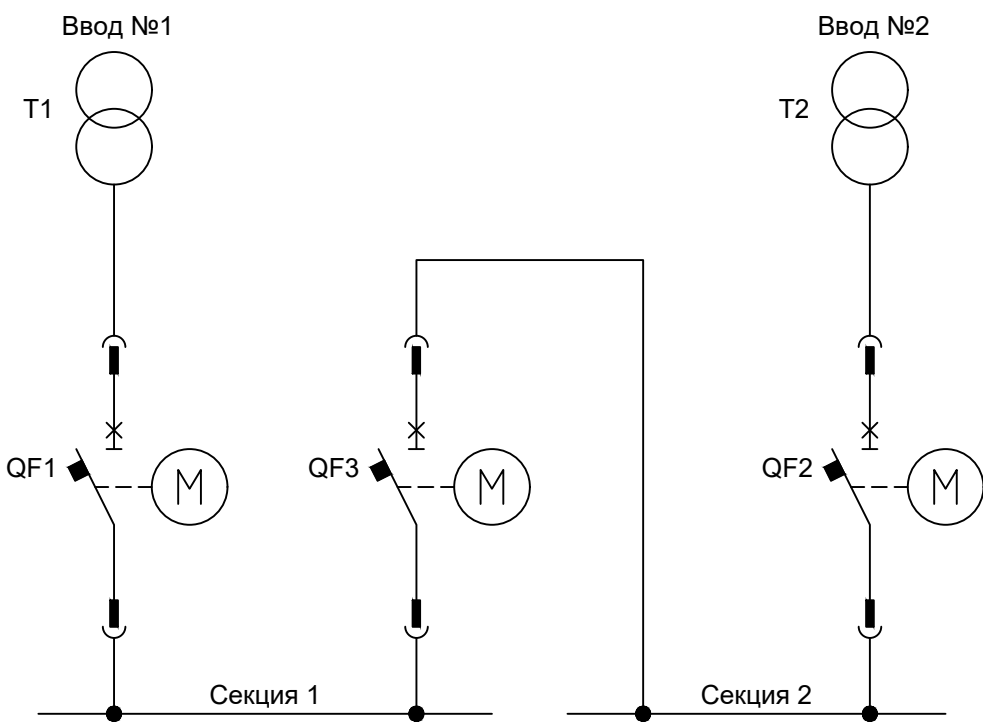 Ввод №1
Ввод №2
T1
T2
QF1
M
QF3
M
QF2
M
Секция 1
Секция 2